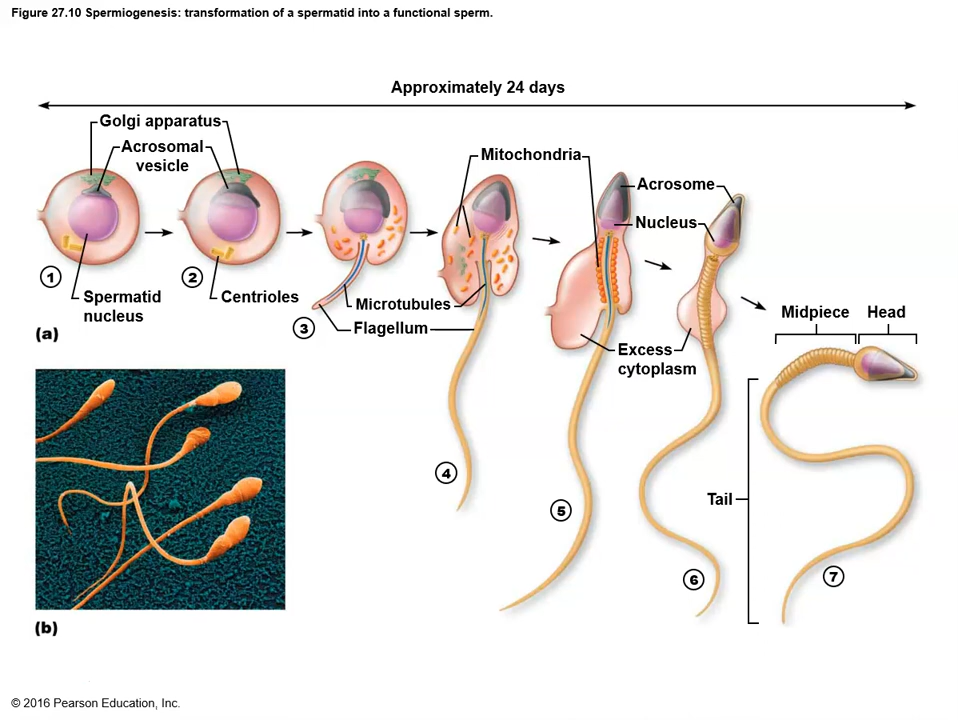 Figure 27.10 Spermiogenesis: transformation of a spermatid into a functional sperm.
Approximately 24 days
Golgi apparatus
Acrosomal
vesicle
Mitochondria
Acrosome
Nucleus
1
Spermatid
nucleus
2
Centrioles
3
Microtubules
Flagellum
(a)
Excess
cytoplasm
Midpiece
Head
4
5
Tail
6
7
(b)
© 2016 Pearson Education, Inc.